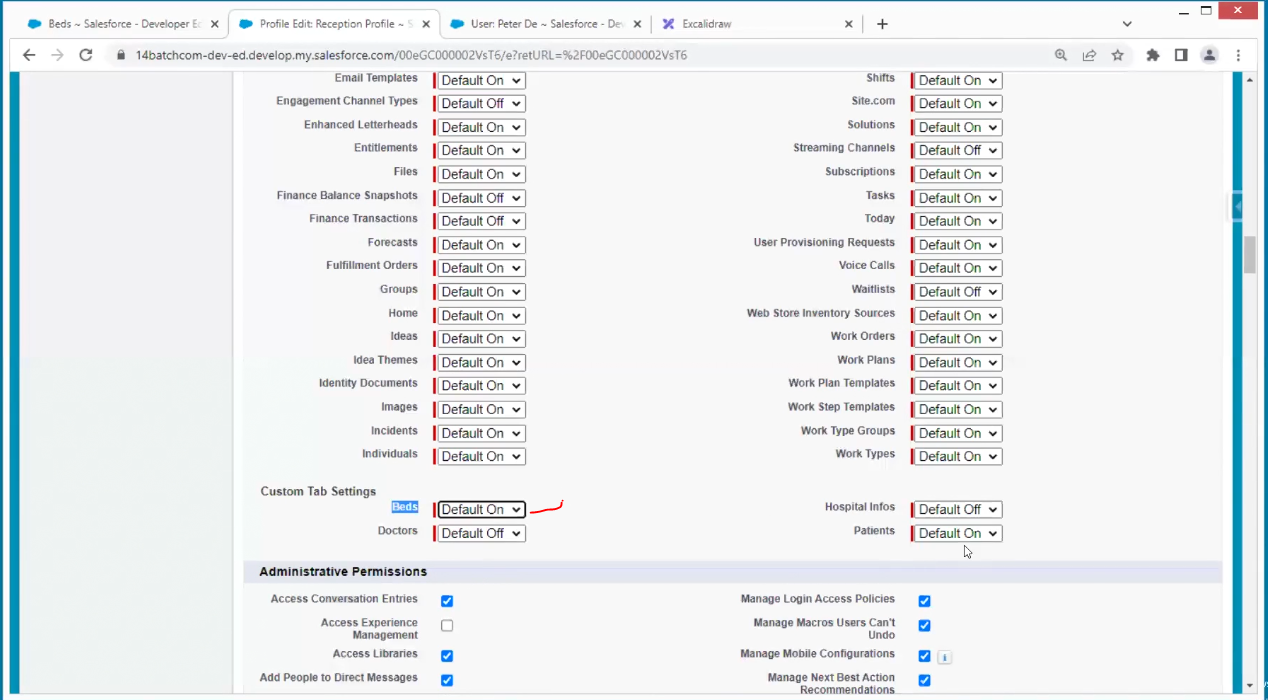 Beds ~ Salesforce - Developer Ec
Profile Edit: Reception Profile ~ S
User: Peter De ~ Salesforce - Dev
Excalidraw
14batchcom-dev-ed.develop.my.salesforce.com/00eGC000002VsT6/e?retURL=%2F00eGC000002VsT6
Email Templates Default On Shifts Default On
Engagement Channel Types Default Off Site.com Default On
Enhanced Letterheads Default On Solutions Default On
Entitlements Default On Streaming Channels Default Off
Files Default On Subscriptions Default On
Finance Balance Snapshots Default Off Tasks Default On
Finance Transactions Default Off Today Default On
Forecasts Default On User Provisioning Requests Default On
Fulfillment Orders Default On Voice Calls Default On
Groups Default On Waitlists Default Off
Home Default On Web Store Inventory Sources Default On
Ideas Default On Work Orders Default On
Idea Themes Default On Work Plans Default On
Identity Documents Default On Work Plan Templates Default On
Images Default On Work Step Templates Default On
Incidents Default On Work Type Groups Default On
Individuals Default On Work Types Default On
Custom Tab Settings
Beds Default On Hospital Infos Default Off
Doctors Default Off Patients Default On
Administrative Permissions
Access Conversation Entries Manage Login Access Policies
Access Experience Manage Macros Users Can't
Management Undo
Access Libraries Manage Mobile Configurations i
Add People to Direct Messages Manage Next Best Action
Recommendations